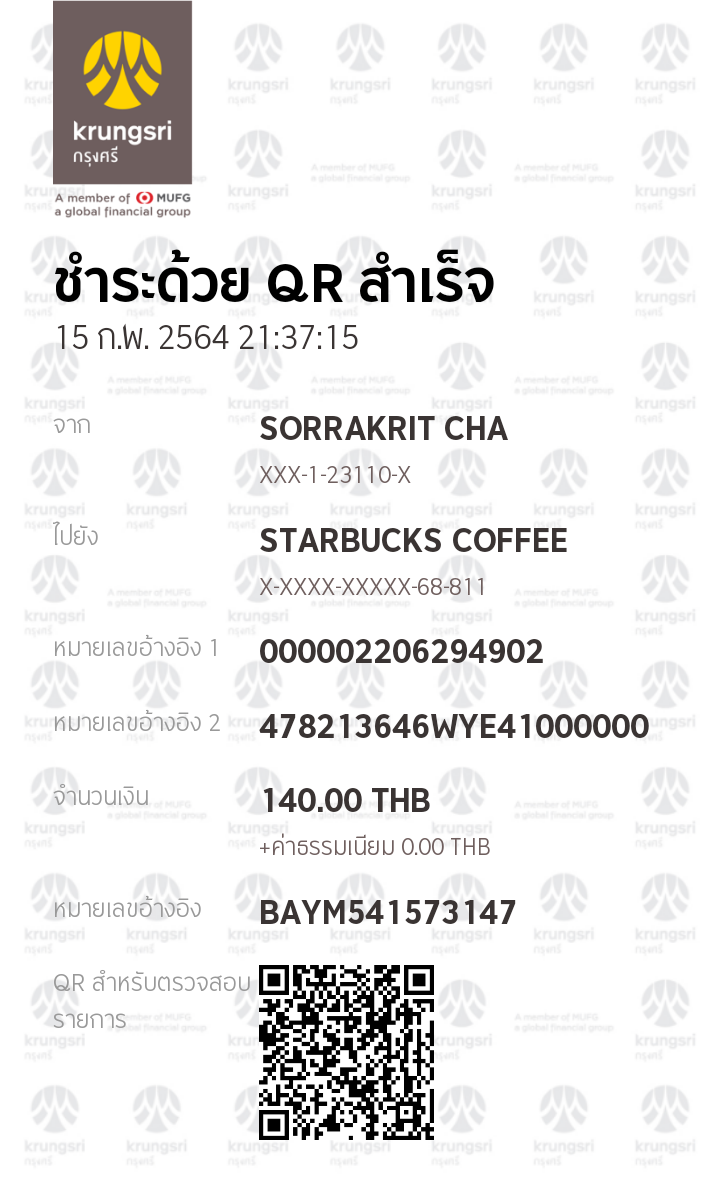 krungsri
กรุงศรี
A member of MUFG
a global financial group
ชำระด้วย QR สำเร็จ
15 ก.พ. 2564 21:37:15
จาก SORRAKRIT CHA
XXX-1-23110-X
ไปยัง STARBUCKS COFFEE
X-XXXX-XXXXX-68-811
หมายเลขอ้างอิง 1 000002206294902
หมายเลขอ้างอิง 2 478213646WYE41000000
จำนวนเงิน 140.00 THB
+ค่าธรรมเนียม 0.00 THB
หมายเลขอ้างอิง BAYM541573147
QR สำหรับตรวจสอบ
รายการ